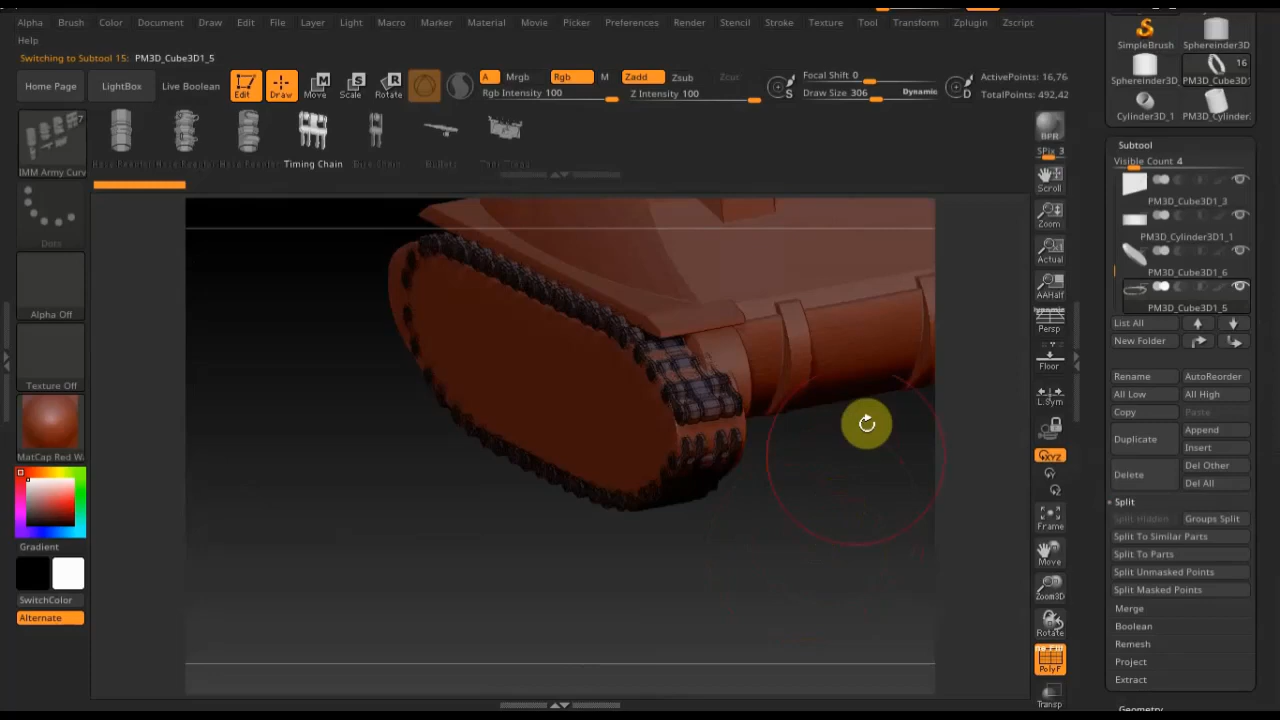 Alpha Brush Color Document Draw Edit File Layer Light Macro Marker Material Movie Picker Preferences Render Stencil Stroke Texture Tool Transform Zplugin Zscript
Help
Switching to Subtool 15: PM3D_Cube3D1_5
Home Page
LightBox
Live Boolean
Edit
Draw
Move
Scale
Rotate
A
Mrgb
Rgb
M
Rgb Intensity 100
Zadd
Zsub
Zcut
Z Intensity 100
Focal Shift 0
Draw Size 306
Dynamic
S
D
ActivePoints: 16,76
TotalPoints: 492,42
Timing Chain
IMM Army Curv
Dots
Alpha Off
Texture Off
MatCap Red Wa
Gradient
SwitchColor
Alternate
BPR
SPix 3
Scroll
Zoom
Actual
AAHalf
Dynamic
Persp
Floor
L.Sym
XYZ
Frame
Move
Zoom3D
Rotate
PolyF
Transp
SimpleBrush
Sphereinder3D
Sphereinder3D_
16
PM3D_Cube3D1
Cylinder3D_1
PM3D_Cylinder.
Subtool
Visible Count 4
PM3D_Cube3D1_3
PM3D_Cylinder3D1_1
PM3D_Cube3D1_6
PM3D_Cube3D1_5
List All
New Folder
Rename
AutoReorder
All Low
All High
Copy
Paste
Duplicate
Append
Insert
Delete
Del Other
Del All
Split
Split Hidden
Groups Split
Split To Similar Parts
Split To Parts
Split Unmasked Points
Split Masked Points
Merge
Boolean
Remesh
Project
Extract
Geometry